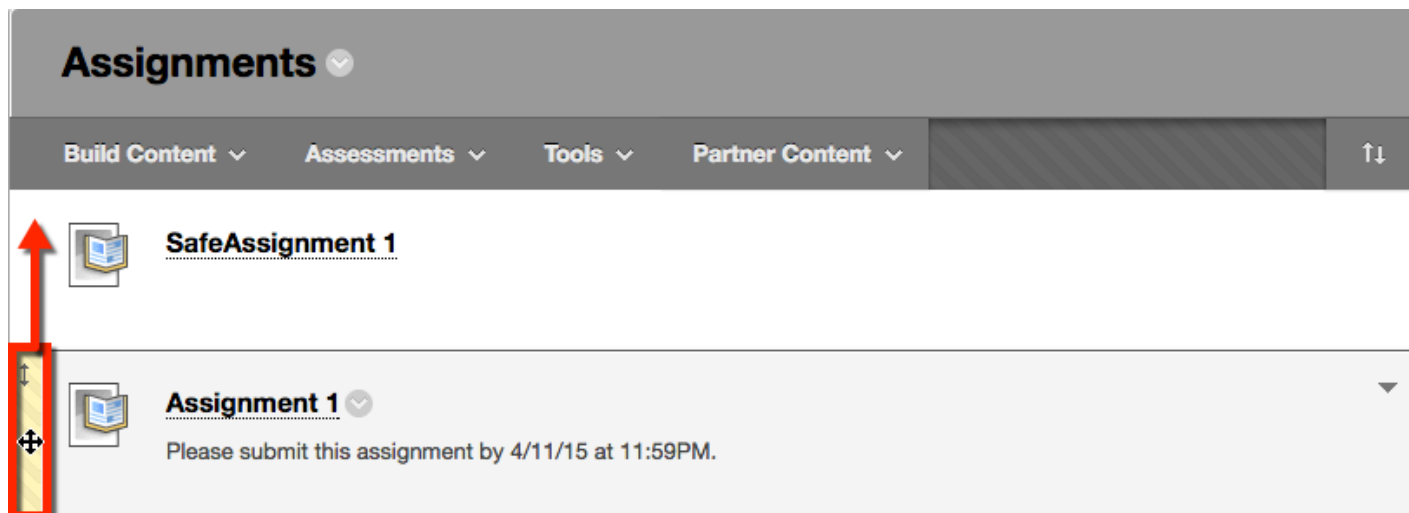 Assignments
Build Content Assessments Tools Partner Content
SafeAssignment 1
Assignment 1
Please submit this assignment by 4/11/15 at 11:59PM.